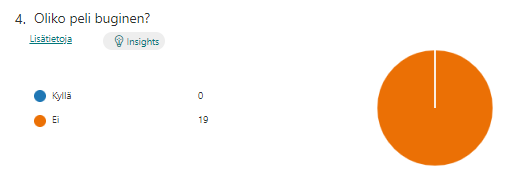 4. Oliko peli buginen?
Lisätietoja
Insights
Kyllä 0
Ei 19